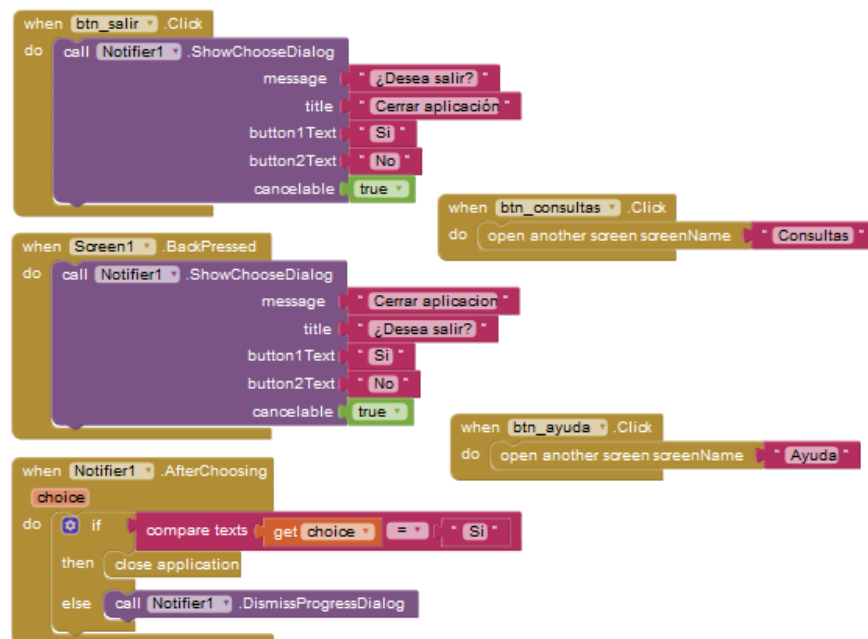 when btn_salir .Click
do call Notifier1 .ShowChooseDialog
message " ¿Desea salir? "
title " Cerrar aplicación "
button1Text " Si "
button2Text " No "
cancelable true
when btn_consultas .Click
do open another screen screenName " Consultas "
when Screen1 .BackPressed
do call Notifier1 .ShowChooseDialog
message " Cerrar aplicacion "
title " ¿Desea salir? "
button1Text " Si "
button2Text " No "
cancelable true
when btn_ayuda .Click
do open another screen screenName " Ayuda "
when Notifier1 .AfterChoosing
choice
do if compare texts get choice = " Si "
then close application
else call Notifier1 .DismissProgressDialog